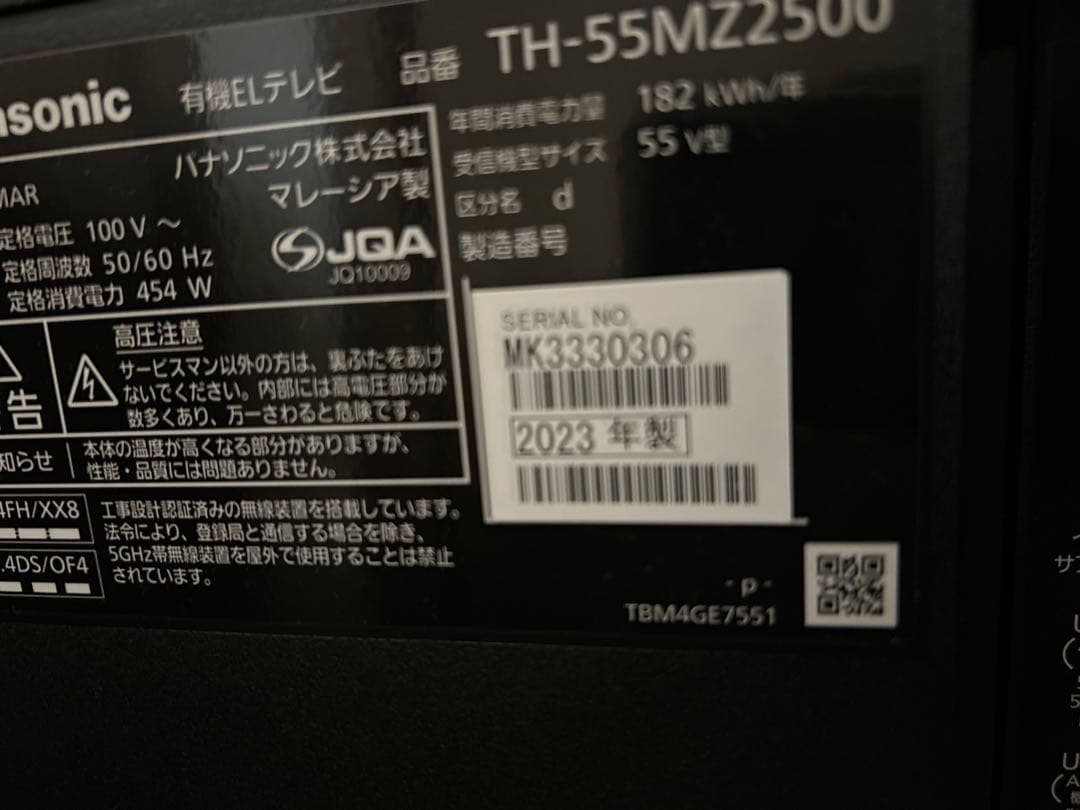 asonic 有機ELテレビ
品番 TH-55MZ2500
年間消費電力量 182 kWh/年
受信機型サイズ 55 V型
区分名 d
製造番号
パナソニック株式会社
マレーシア製
MAR
定格電圧 100 V ～
定格周波数 50/60 Hz
定格消費電力 454 W
JQA
JQ10009
SERIAL NO.
MK3330306
2023 年製
告
高圧注意
サービスマン以外の方は、裏ぶたをあけ
ないでください。内部には高電圧部分が
数多くあり、万一さわると危険です。
知らせ
本体の温度が高くなる部分がありますが、
性能・品質には問題ありません。
4FH/XX8
.4DS/OF4
工事設計認証済みの無線装置を搭載しています。
法令により、登録局と通信する場合を除き、
5GHz帯無線装置を屋外で使用することは禁止
されています。
- p -
TBM4GE7551